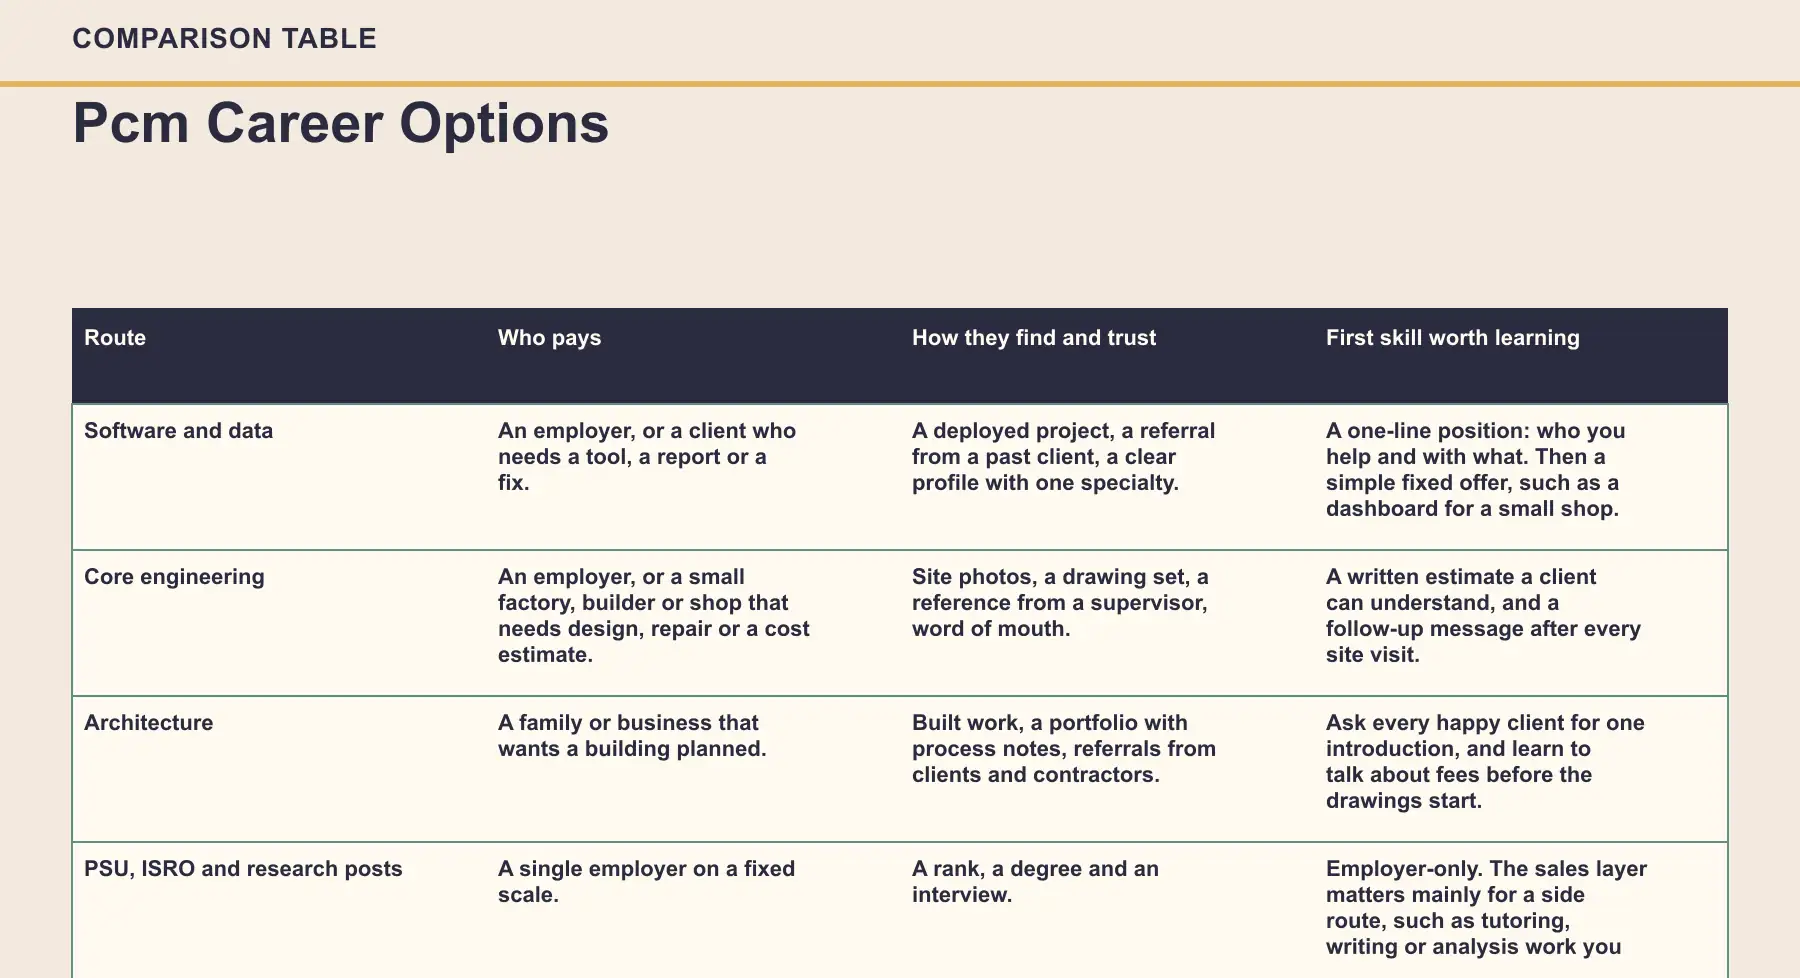 COMPARISON TABLE
Pcm Career Options
Route
Who pays
How they find and trust
First skill worth learning
Software and data
An employer, or a client who
needs a tool, a report or a
fix.
A deployed project, a referral
from a past client, a clear
profile with one specialty.
A one-line position: who you
help and with what. Then a
simple fixed offer, such as a
dashboard for a small shop.
Core engineering
An employer, or a small
factory, builder or shop that
needs design, repair or a cost
estimate.
Site photos, a drawing set, a
reference from a supervisor,
word of mouth.
A written estimate a client
can understand, and a
follow-up message after every
site visit.
Architecture
A family or business that
wants a building planned.
Built work, a portfolio with
process notes, referrals from
clients and contractors.
Ask every happy client for one
introduction, and learn to
talk about fees before the
drawings start.
PSU, ISRO and research posts
A single employer on a fixed
scale.
A rank, a degree and an
interview.
Employer-only. The sales layer
matters mainly for a side
route, such as tutoring,
writing or analysis work you